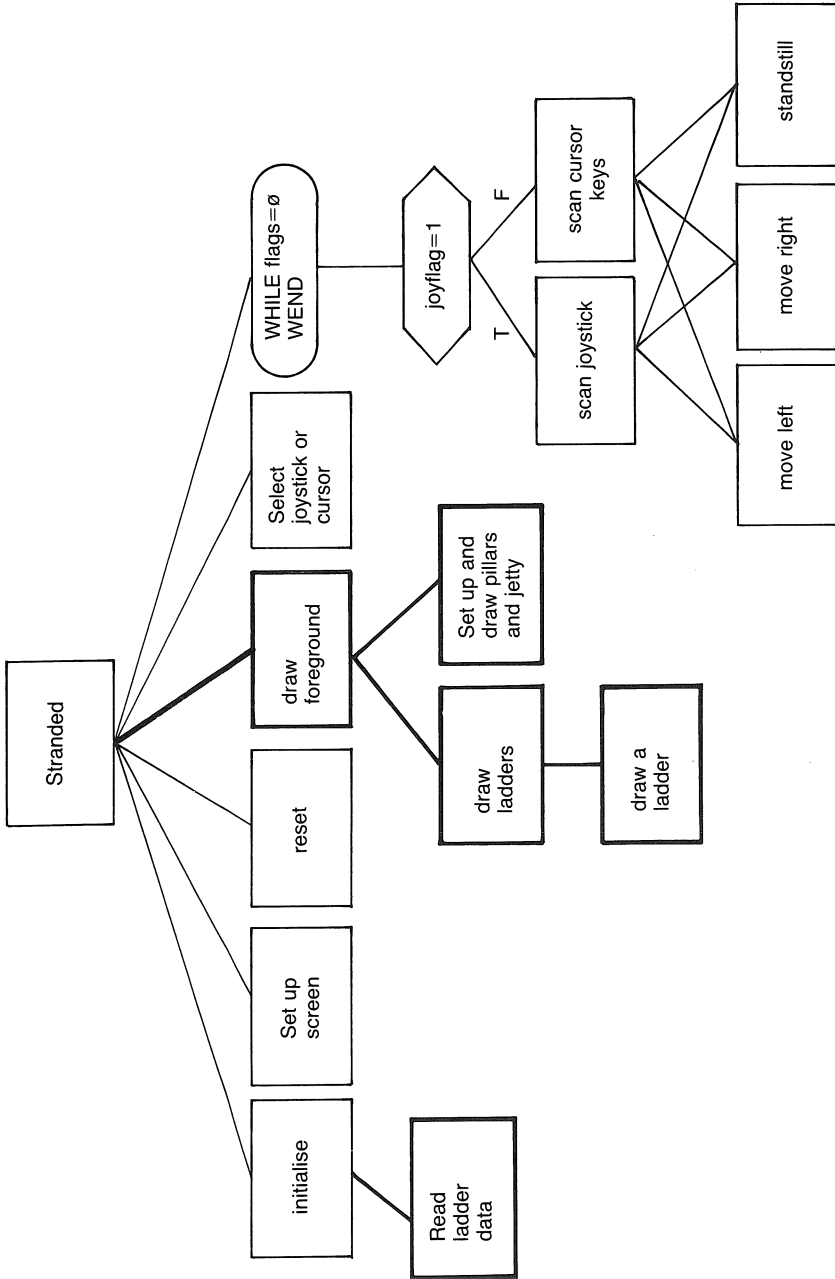 Stranded
initialise
Set up
screen
reset
draw
foreground
Select
joystick or
cursor
WHILE flags=ø
WEND
Read
ladder
data
draw
ladders
Set up and
draw pillars
and jetty
joyflag=1
T
F
draw a
ladder
scan joystick
scan cursor
keys
move left
move right
standstill